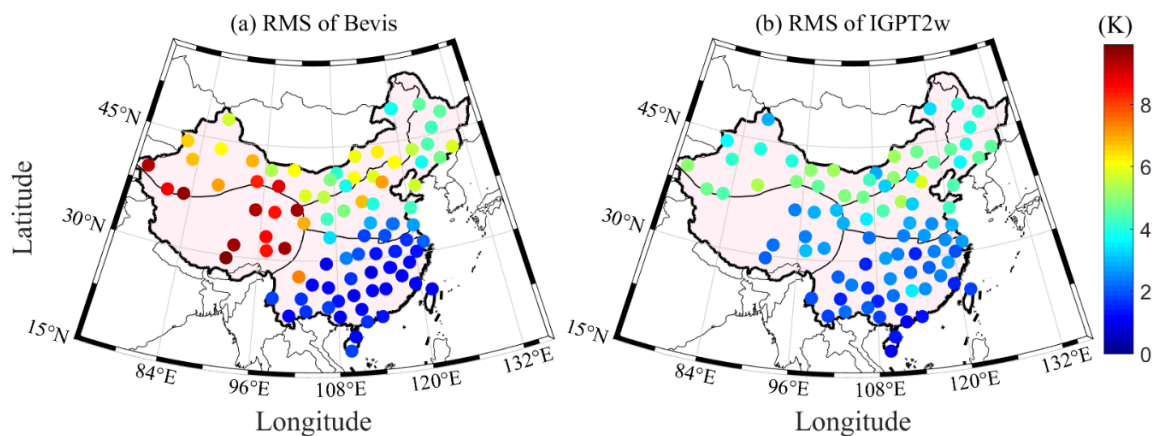 (a) RMS of Bevis
(b) RMS of IGPT2w
(K)
Latitude
45°N
30°N
15°N
84°E
96°E
108°E
120°E
132°E
Longitude
45°N
30°N
15°N
84°E
96°E
108°E
120°E
132°E
Longitude
8
6
4
2
0